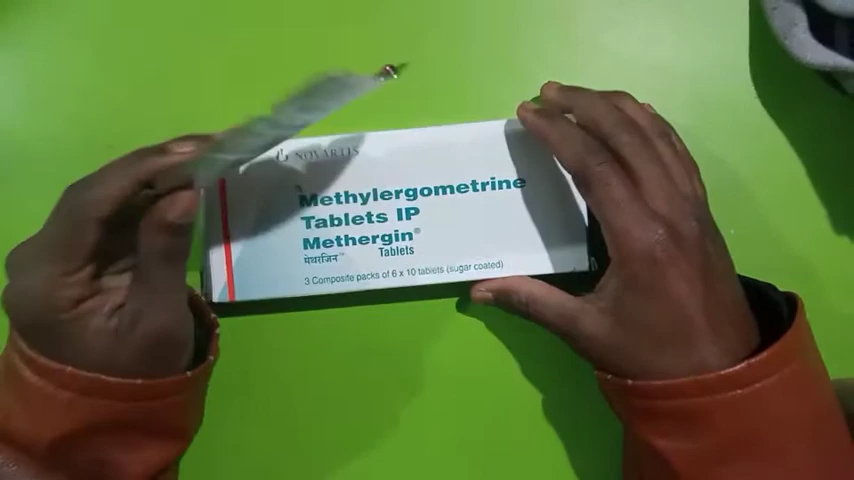 NOVARTIS
Methylergometrine
Tablets IP
Methergin®
मेथरजिन™ Tablets
3 Composite packs of 6 x 10 tablets (sugar coated)